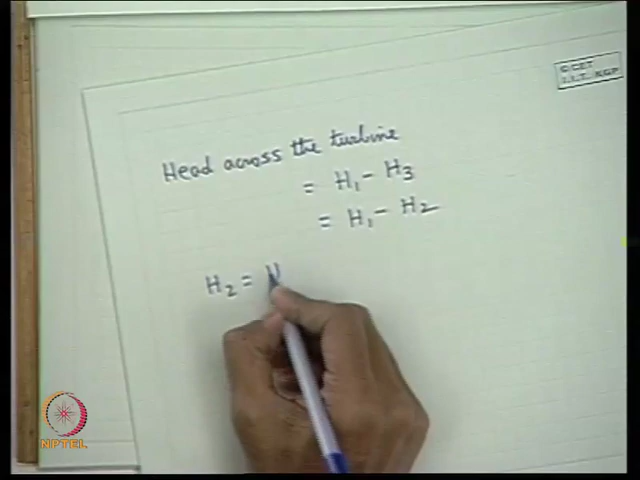 © CET
I.I.T. KGP
Head across the turbine
= H₁ - H₃
= H₁ - H₂
H₂ = H
NPTEL